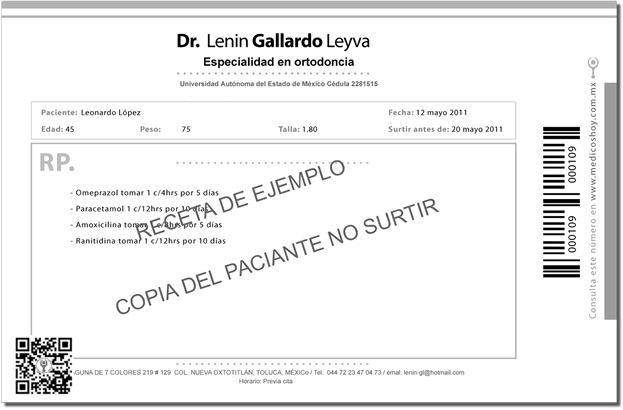 Dr. Lenin Gallardo Leyva
Especialidad en ortodoncia
Universidad Autónoma del Estado de México Cédula 2281515
Paciente: Leonardo López
Fecha: 12 mayo 2011
Edad: 45 Peso: 75 Talla: 1.80 Surtir antes de: 20 mayo 2011
RP.
- Omeprazol tomar 1 c/4hrs por 5 días
- Paracetamol 1 c/12hrs por 10 días
- Amoxicilina tomar 1 c/8hrs por 5 días
- Ranitidina tomar 1 c/12hrs por 10 días
RECETA DE EJEMPLO
COPIA DEL PACIANTE NO SURTIR
000109 000109
Consulta este número en www.medicoshoy.com.mx
LAGUNA DE 7 COLORES 219 # 129 COL. NUEVA OXTOTITLÁN, TOLUCA, MÉXICo / Tel. 044 72 23 47 04 73 / emal: lenin-gl@hotmail.com
Horario: Previa cita